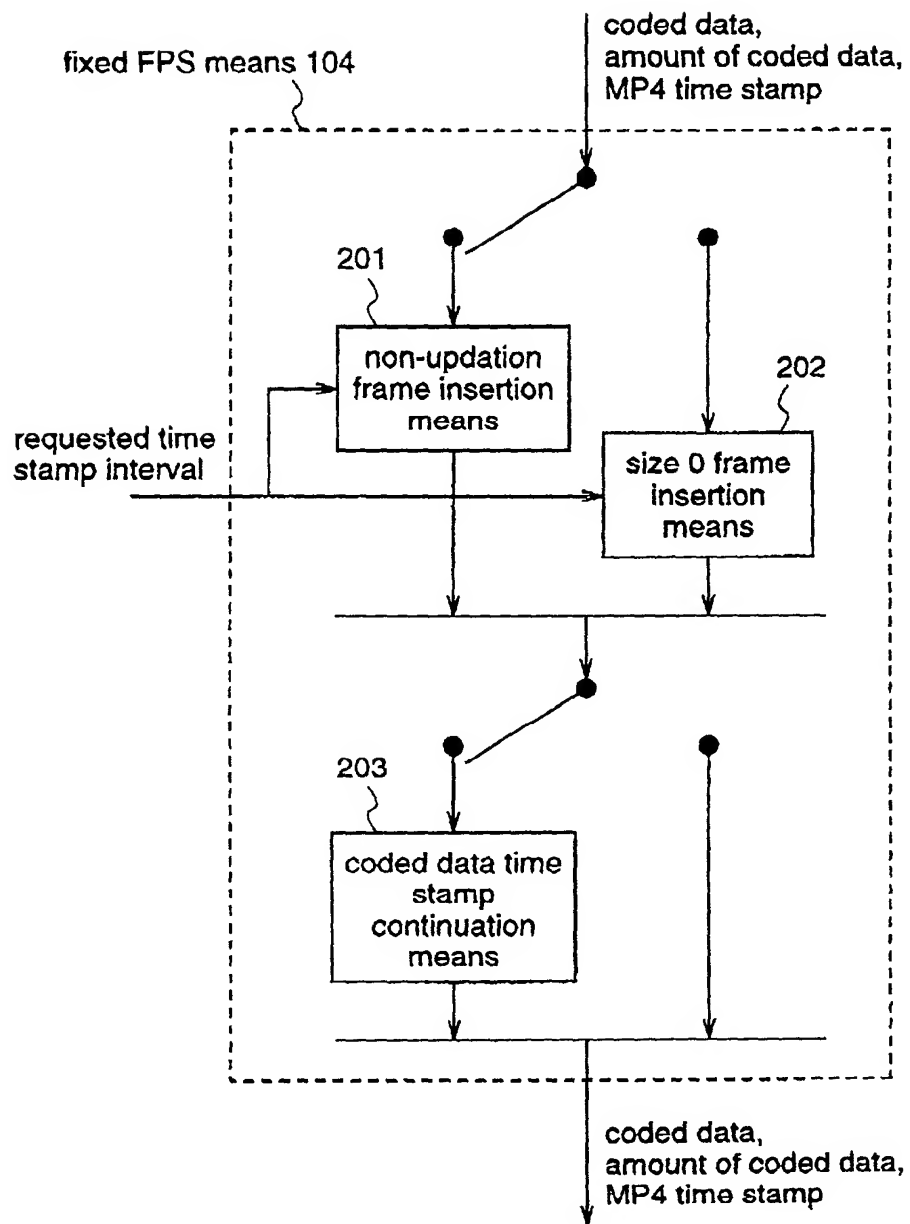 coded data,
amount of coded data,
MP4 time stamp
fixed FPS means 104
201
non-updation
frame insertion
means
202
size 0 frame
insertion
means
requested time
stamp interval
203
coded data time
stamp
continuation
means
coded data,
amount of coded data,
MP4 time stamp